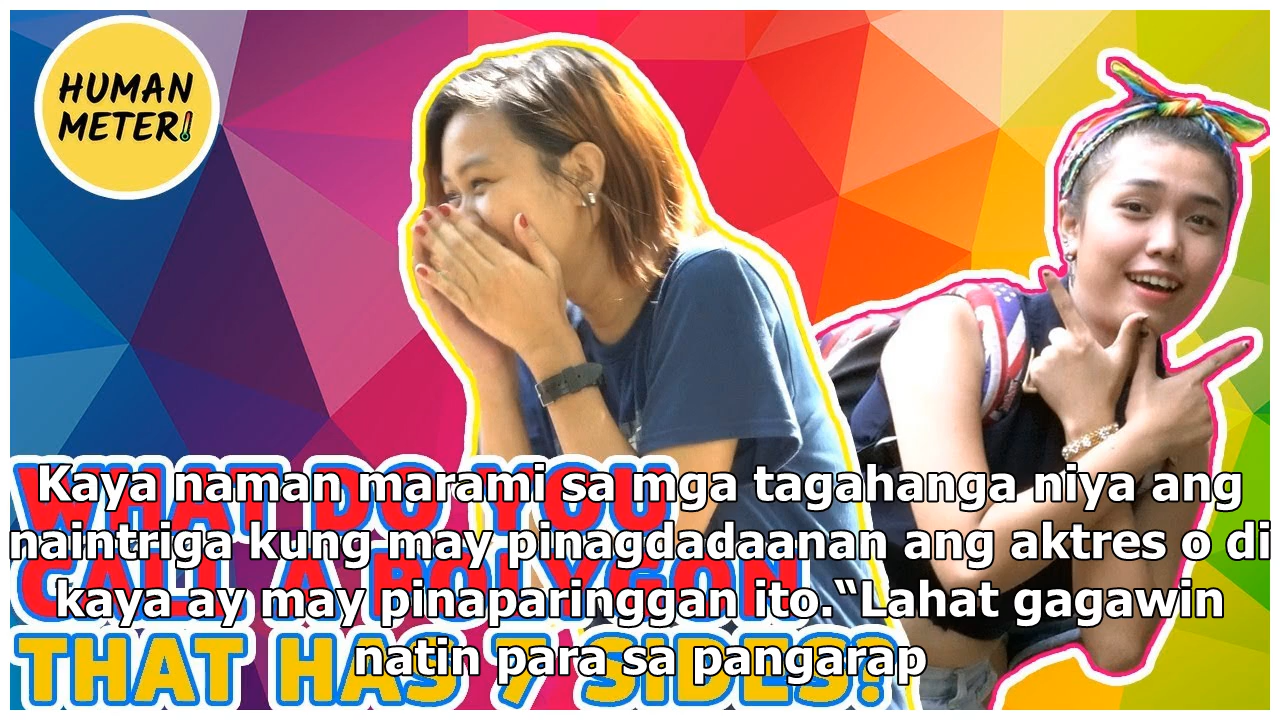 HUMAN
METER!
WHAT DO YOU
CALL A POLYGON
THAT HAS 7 SIDES?
Kaya naman marami sa mga tagahanga niya ang
naintriga kung may pinagdadaanan ang aktres o di
kaya ay may pinaparinggan ito.“Lahat gagawin
natin para sa pangarap